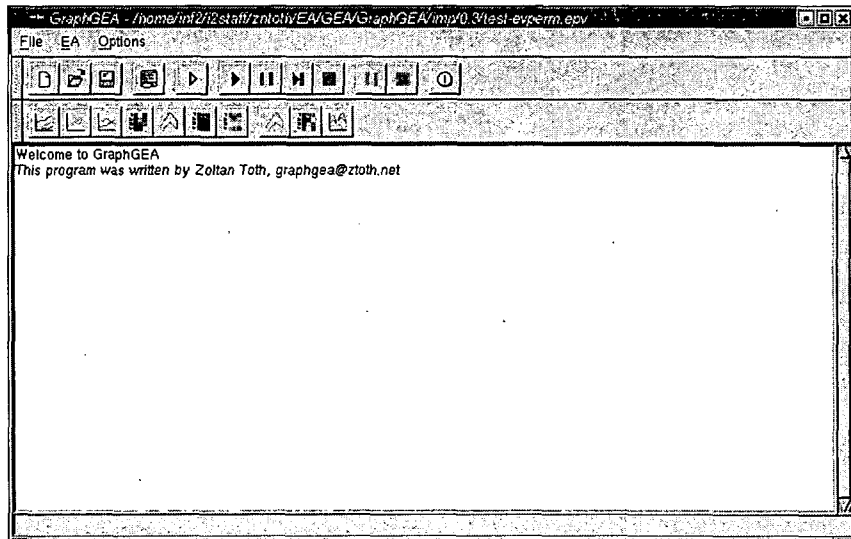 GraphGEA - /home/inf2/i2staff/zntotiv/EA/GEA/GraphGEA/imp/0.3/test-evperm.epv
File EA Options
Welcome to GraphGEA
This program was written by Zoltan Toth, graphgea@ztoth.net